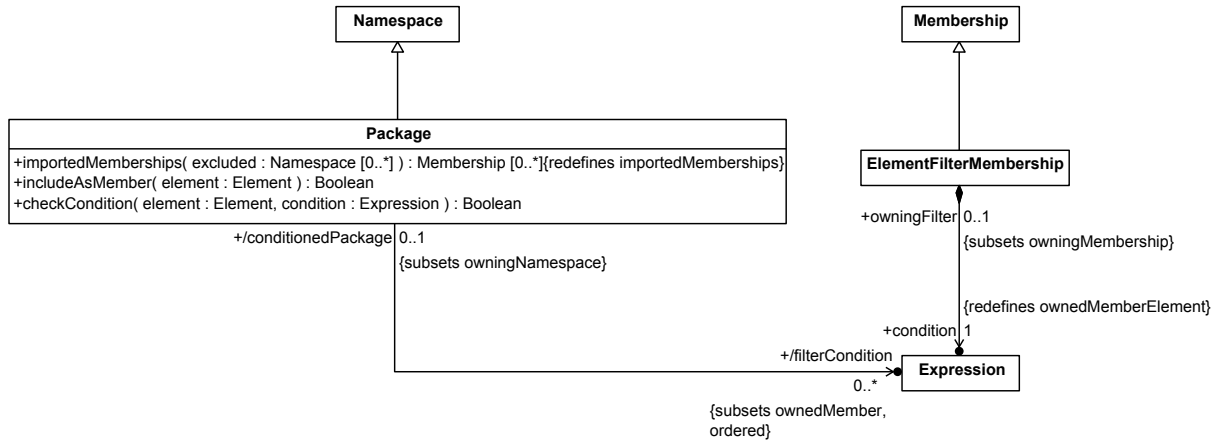 Namespace
Membership
Package
+importedMemberships( excluded : Namespace [0..*] ) : Membership [0..*]{redefines importedMemberships}
+includeAsMember( element : Element ) : Boolean
+checkCondition( element : Element, condition : Expression ) : Boolean
ElementFilterMembership
+owningFilter 0..1
{subsets owningMembership}
+/conditionedPackage 0..1
{subsets owningNamespace}
{redefines ownedMemberElement}
+condition 1
+/filterCondition
0..*
{subsets ownedMember,
ordered}
Expression